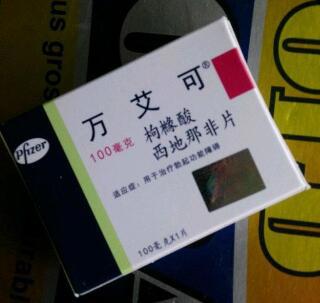 万艾可®
100毫克
枸橼酸
西地那非片
适应症:用于治疗勃起功能障碍
100毫克X1片
Pfizer
us gros